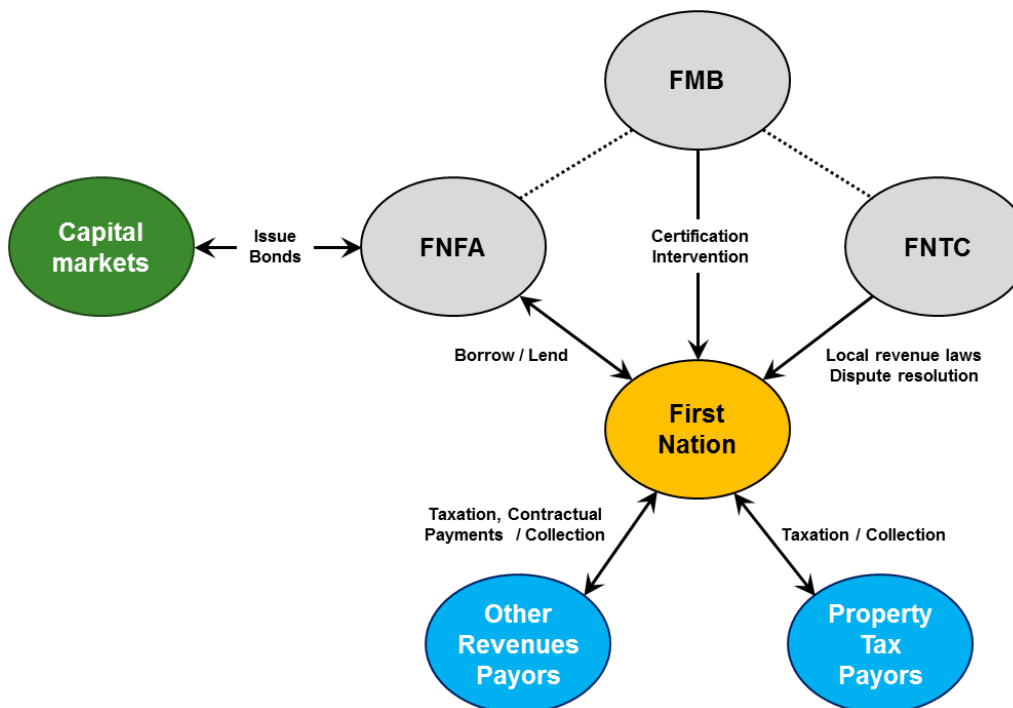 FMB
Capital
markets
Issue
Bonds
FNFA
Certification
Intervention
FNTC
Borrow / Lend
Local revenue laws
Dispute resolution
First
Nation
Taxation, Contractual
Payments / Collection
Taxation / Collection
Other
Revenues
Payors
Property
Tax
Payors